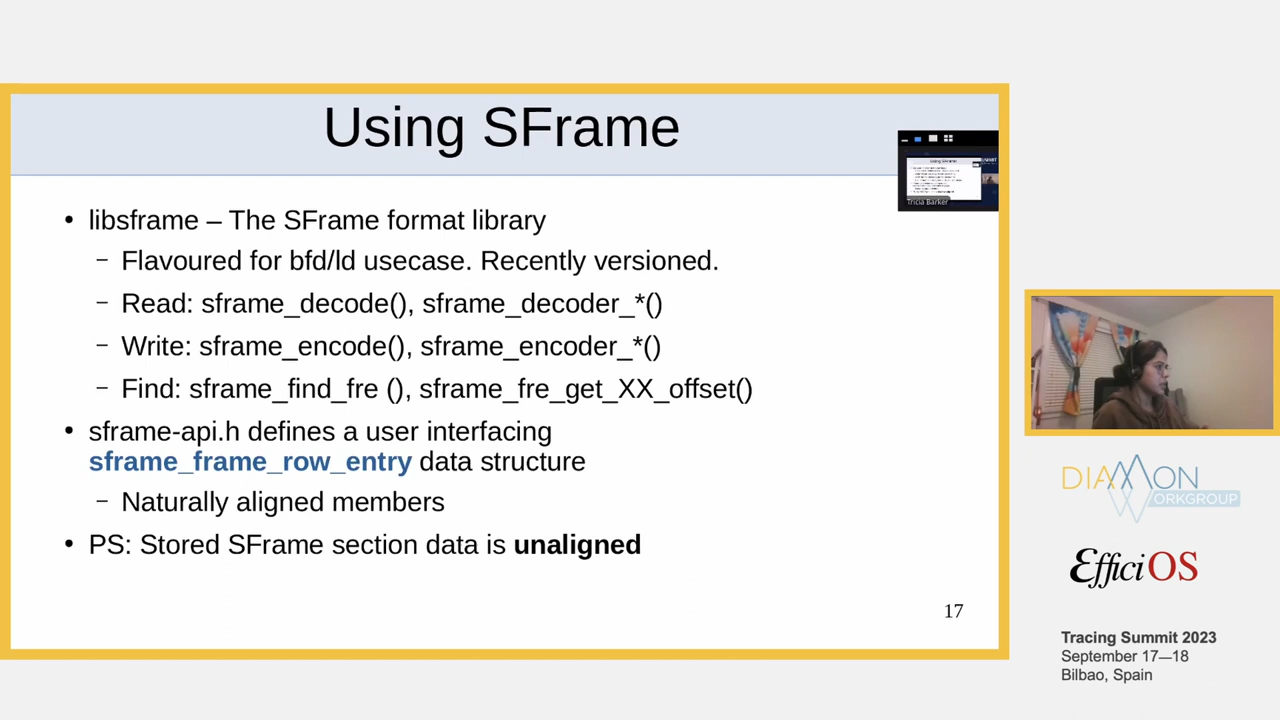 Using SFrame
Tricia Barker
• libsframe – The SFrame format library
– Flavoured for bfd/ld usecase. Recently versioned.
– Read: sframe_decode(), sframe_decoder_*()
– Write: sframe_encode(), sframe_encoder_*()
– Find: sframe_find_fre (), sframe_fre_get_XX_offset()
• sframe-api.h defines a user interfacing
sframe_frame_row_entry data structure
– Naturally aligned members
• PS: Stored SFrame section data is unaligned
17
DIAMON
WORKGROUP
EfficiOS
Tracing Summit 2023
September 17—18
Bilbao, Spain